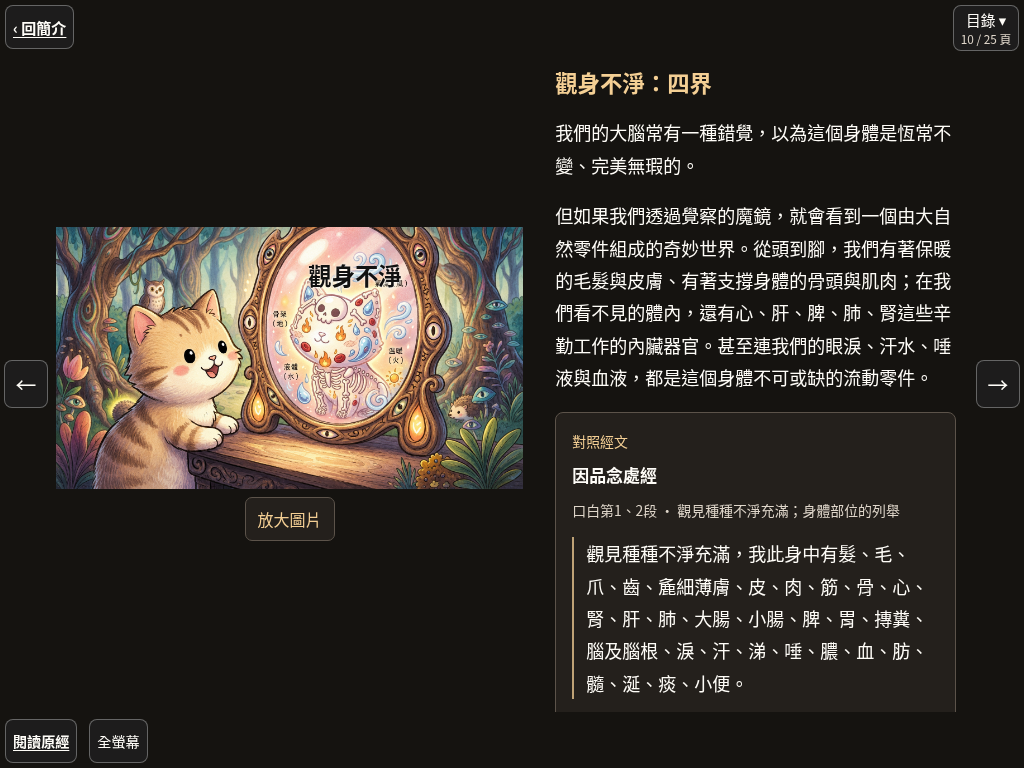 ‹ 回簡介
目錄 ▾
10 / 25 頁
觀身不淨：四界
我們的大腦常有一種錯覺，以為這個身體是恆常不
變、完美無瑕的。
但如果我們透過覺察的魔鏡，就會看到一個由大自
然零件組成的奇妙世界。從頭到腳，我們有著保暖
的毛髮與皮膚、有著支撐身體的骨頭與肌肉；在我
們看不見的體內，還有心、肝、脾、肺、腎這些辛
勤工作的內臟器官。甚至連我們的眼淚、汗水、唾
液與血液，都是這個身體不可或缺的流動零件。
觀身不淨
骨架
(地)
液體
(水)
溫暖
(火)
←
→
放大圖片
對照經文
因品念處經
口白第1、2段 · 觀見種種不淨充滿；身體部位的列舉
觀見種種不淨充滿，我此身中有髮、毛、
爪、齒、麁細薄膚、皮、肉、筋、骨、心、
腎、肝、肺、大腸、小腸、脾、胃、摶糞、
腦及腦根、淚、汗、涕、唾、膿、血、肪、
髓、涎、痰、小便。
閱讀原經
全螢幕